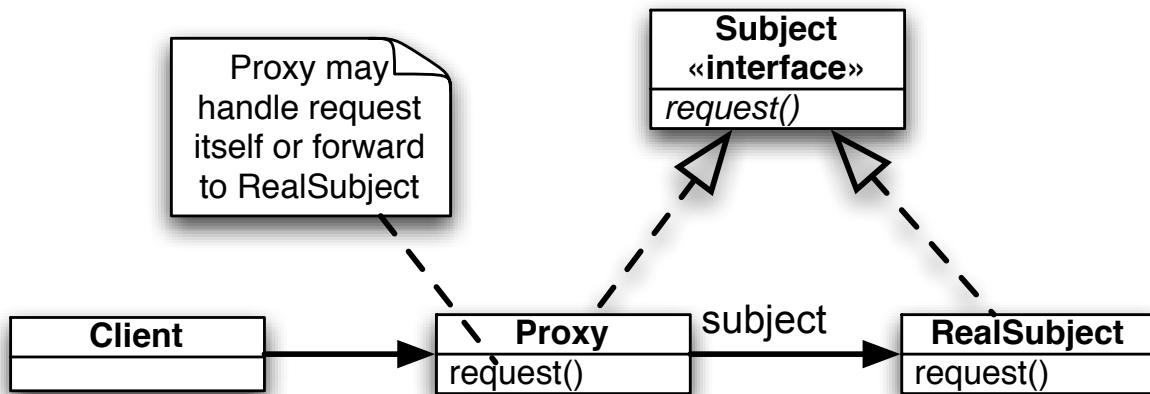 Subject
«interface»
request()
Proxy may
handle request
itself or forward
to RealSubject
Client
Proxy
request()
subject
RealSubject
request()